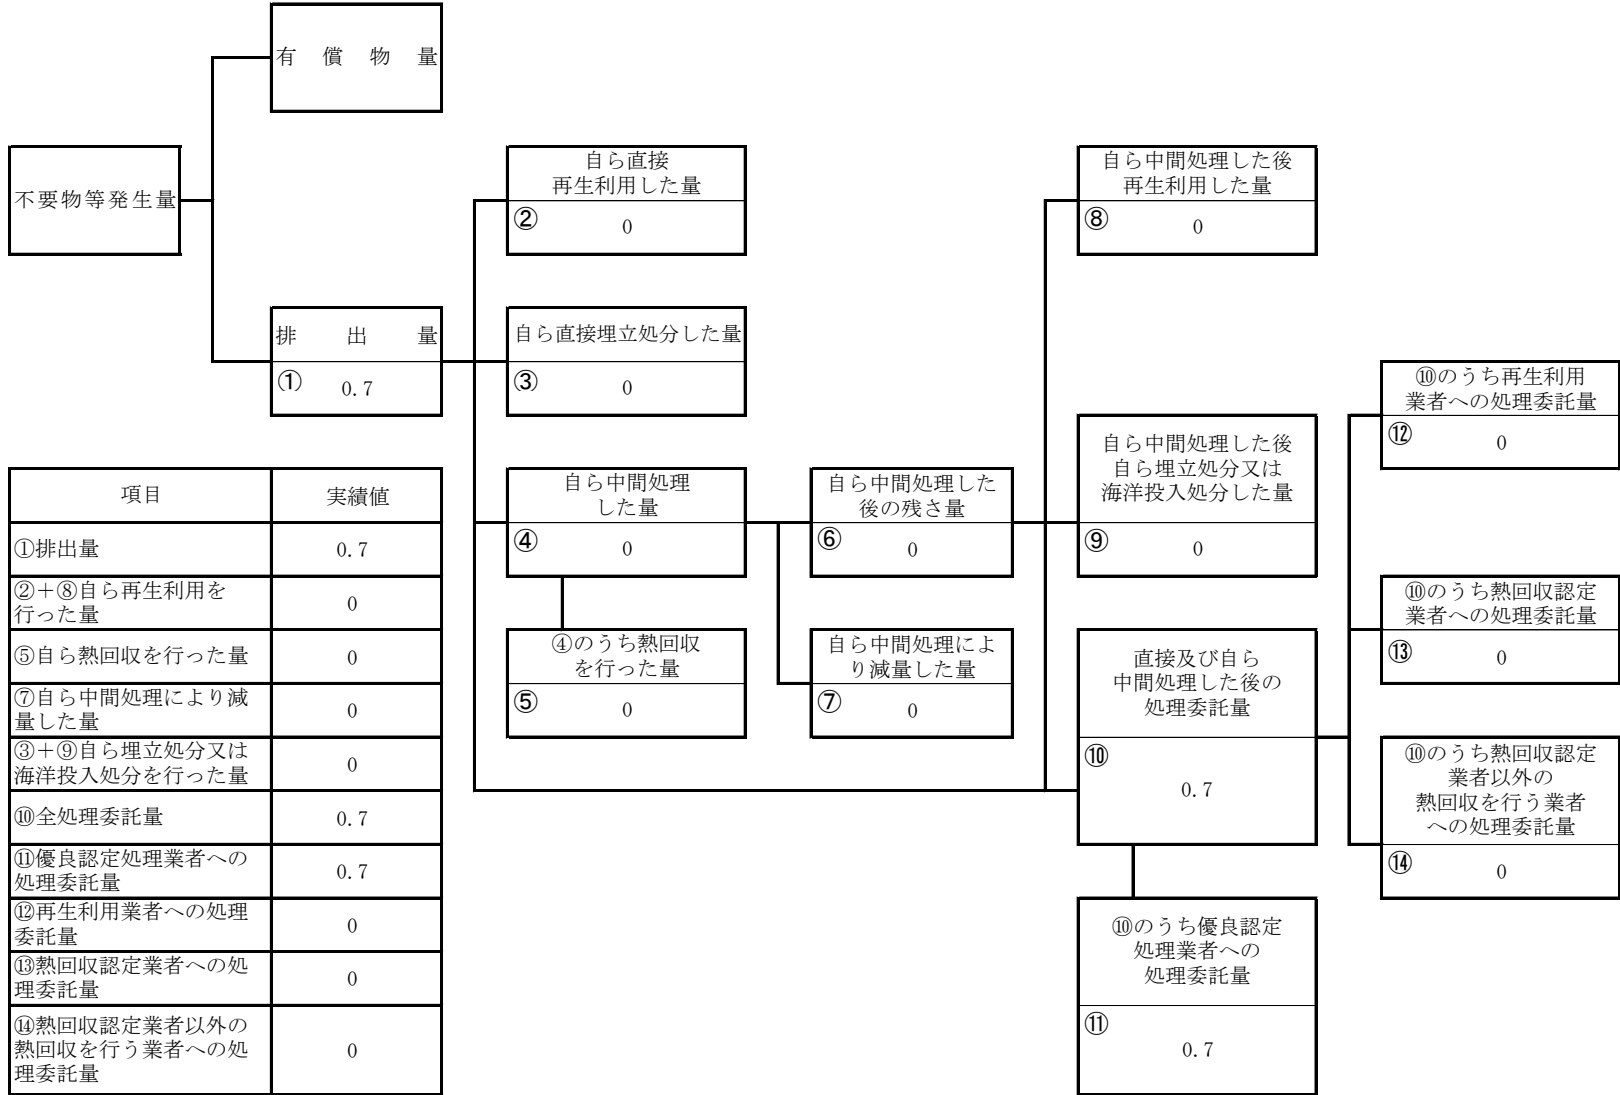 有償物量
不要物等発生量
排出量
① 0.7
自ら直接
再生利用した量
② 0
自ら直接埋立処分した量
③ 0
自ら中間処理
した量
④ 0
④のうち熱回収
を行った量
⑤ 0
自ら中間処理した
後の残さ量
⑥ 0
自ら中間処理によ
り減量した量
⑦ 0
自ら中間処理した後
再生利用した量
⑧ 0
自ら中間処理した後
自ら埋立処分又は
海洋投入処分した量
⑨ 0
直接及び自ら
中間処理した後の
処理委託量
⑩
0.7
⑩のうち優良認定
処理業者への
処理委託量
⑪
0.7
⑩のうち再生利用
業者への処理委託量
⑫ 0
⑩のうち熱回収認定
業者への処理委託量
⑬ 0
⑩のうち熱回収認定
業者以外の
熱回収を行う業者
への処理委託量
⑭ 0
項目 実績値
①排出量 0.7
②+⑧自ら再生利用を
行った量 0
⑤自ら熱回収を行った量 0
⑦自ら中間処理により減
量した量 0
③+⑨自ら埋立処分又は
海洋投入処分を行った量 0
⑩全処理委託量 0.7
⑪優良認定処理業者への
処理委託量 0.7
⑫再生利用業者への処理
委託量 0
⑬熱回収認定業者への処
理委託量 0
⑭熱回収認定業者以外の
熱回収を行う業者への処 0
理委託量